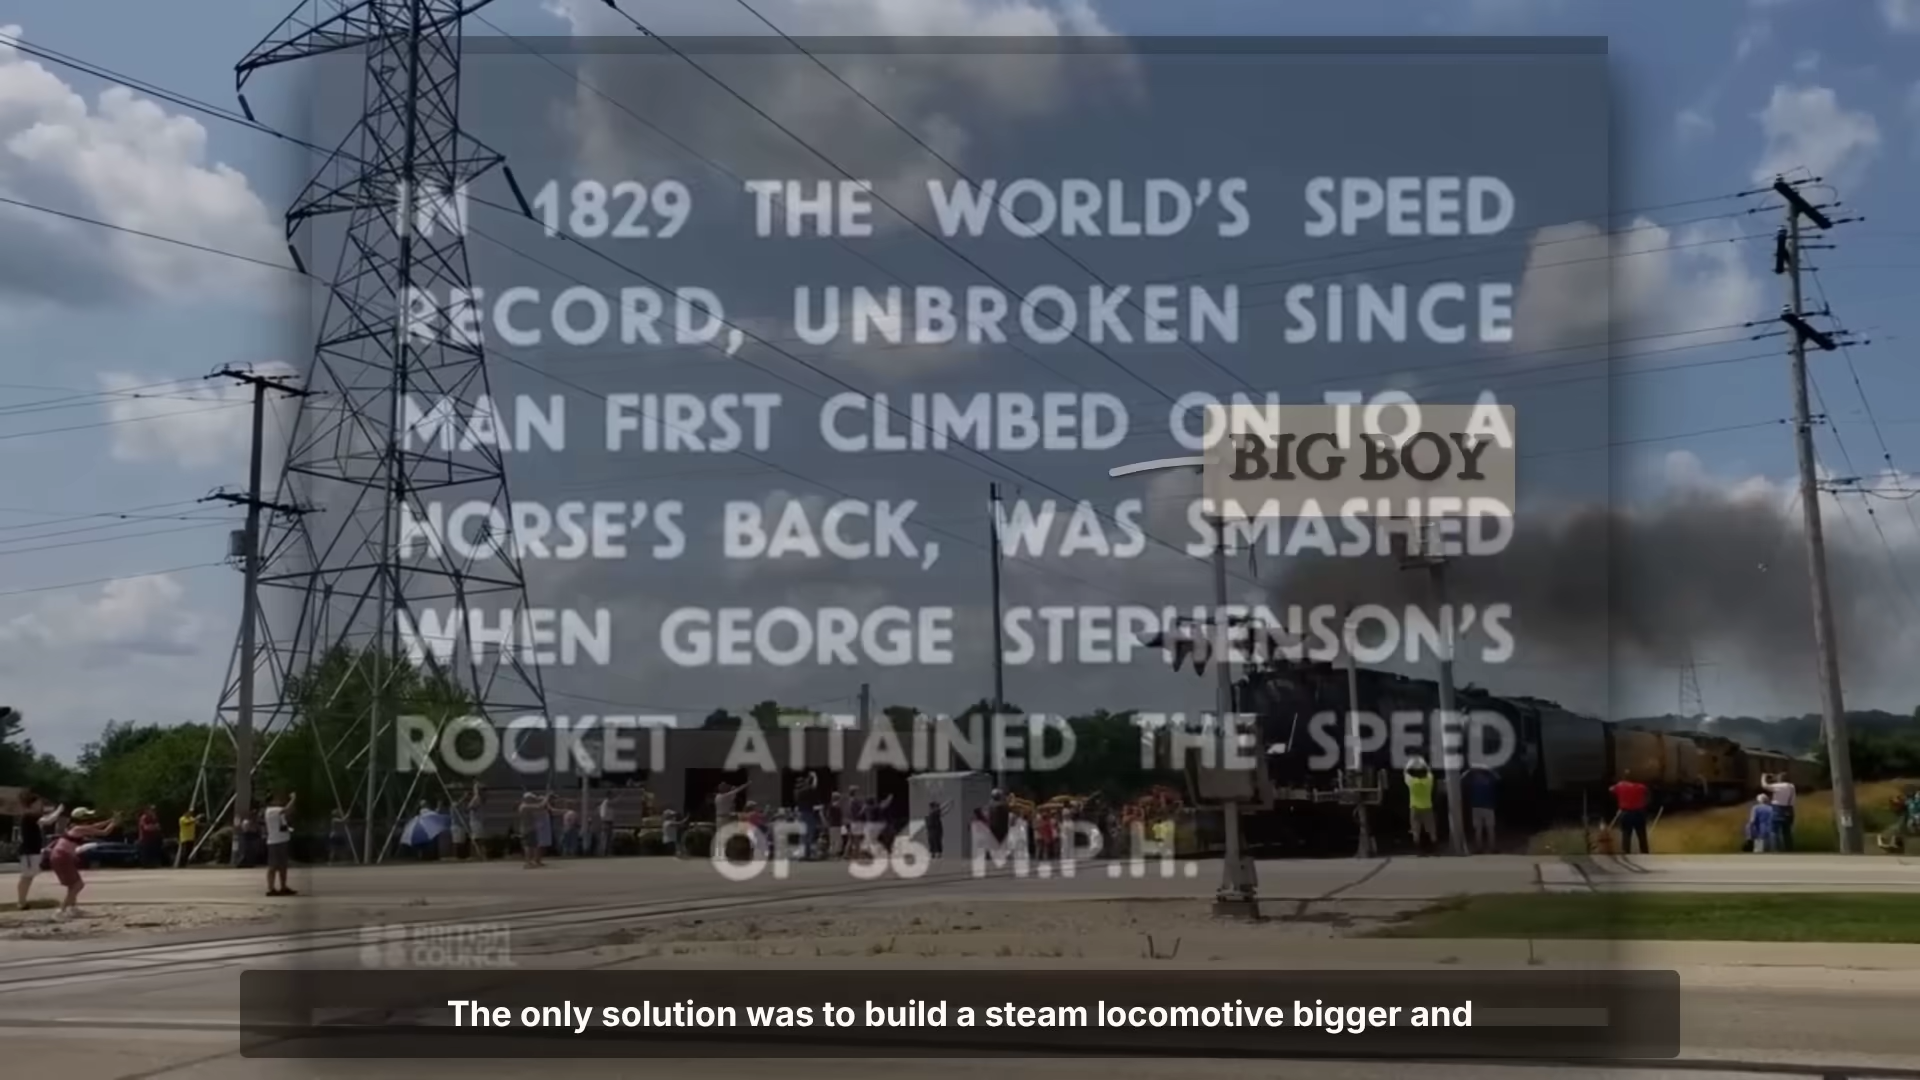 IN 1829 THE WORLD'S SPEED
RECORD, UNBROKEN SINCE
MAN FIRST CLIMBED ON TO A
BIG BOY
HORSE'S BACK, WAS SMASHED
WHEN GEORGE STEPHENSON'S
ROCKET ATTAINED THE SPEED
OF 36 M.P.H.
BRITISH
COUNCIL
The only solution was to build a steam locomotive bigger and